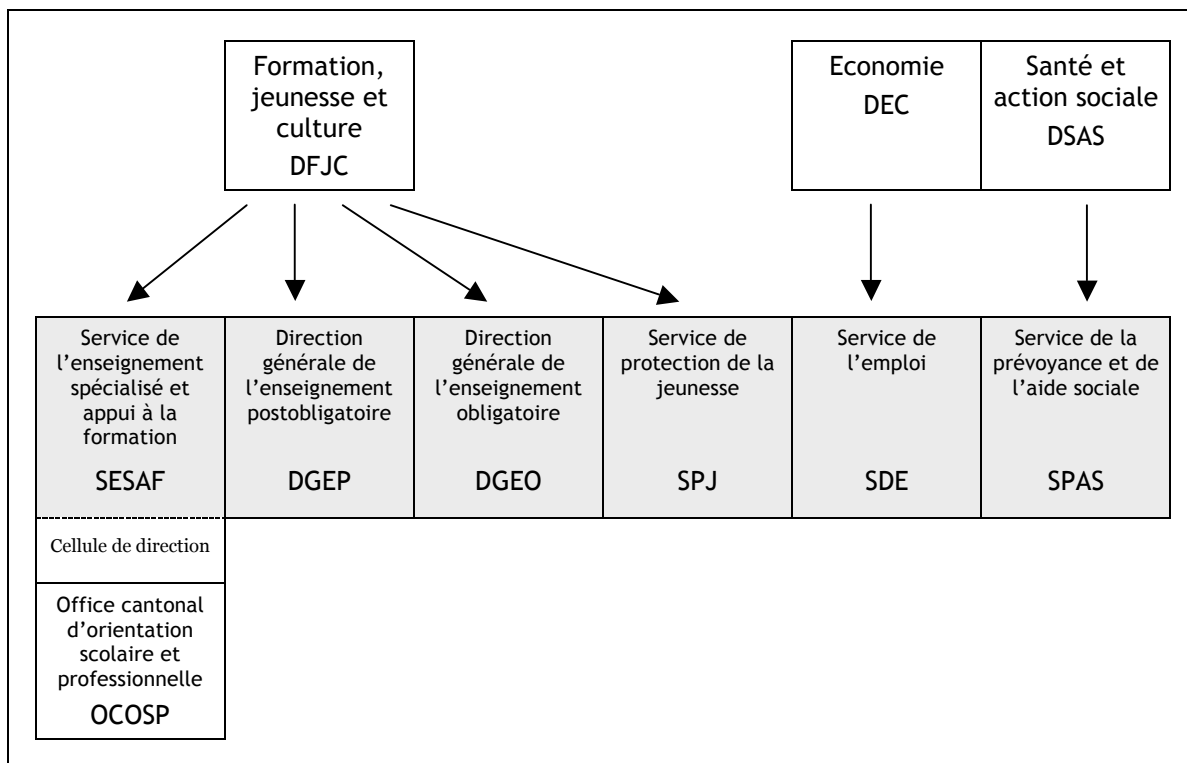 Formation,
jeunesse et
culture
DFJC
Economie
DEC
Santé et
action sociale
DSAS
Service de
l’enseignement
spécialisé et
appui à la
formation
SESAF
Direction
générale de
l’enseignement
postobligatoire
DGEP
Direction
générale de
l’enseignement
obligatoire
DGEO
Service de
protection de la
jeunesse
SPJ
Service de
l’emploi
SDE
Service de la
prévoyance et de
l’aide sociale
SPAS
Cellule de direction
Office cantonal
d’orientation
scolaire et
professionnelle
OCOSP